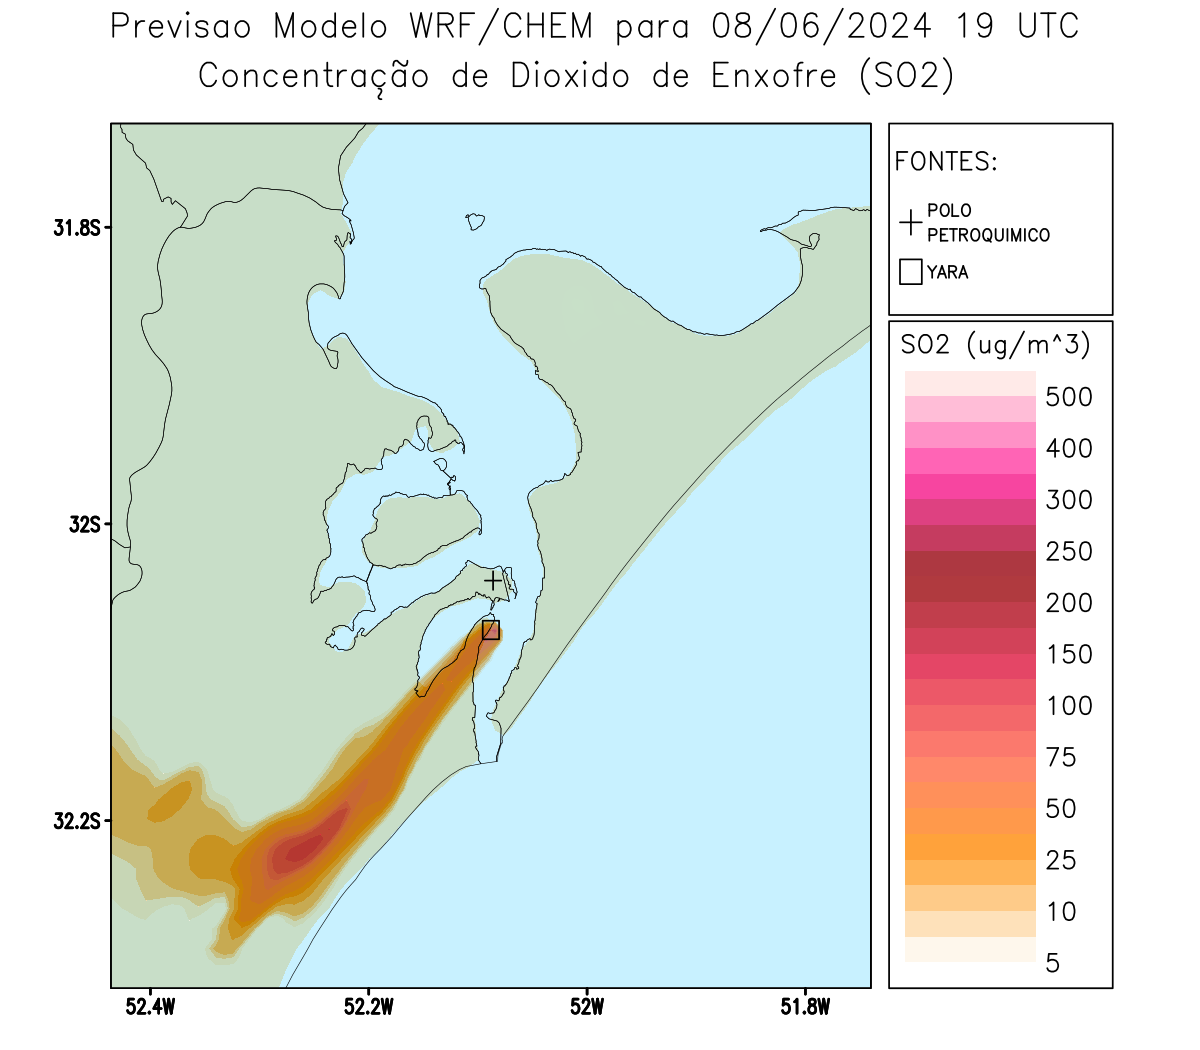 Previsao Modelo WRF/CHEM para 08/06/2024 19 UTC
Concentração de Dioxido de Enxofre (SO2)
FONTES:
POLO
PETROQUIMICO
YARA
31.8S
32S
32.2S
52.4W
52.2W
52W
51.8W
SO2 (ug/m^3)
500
400
300
250
200
150
100
75
50
25
10
5